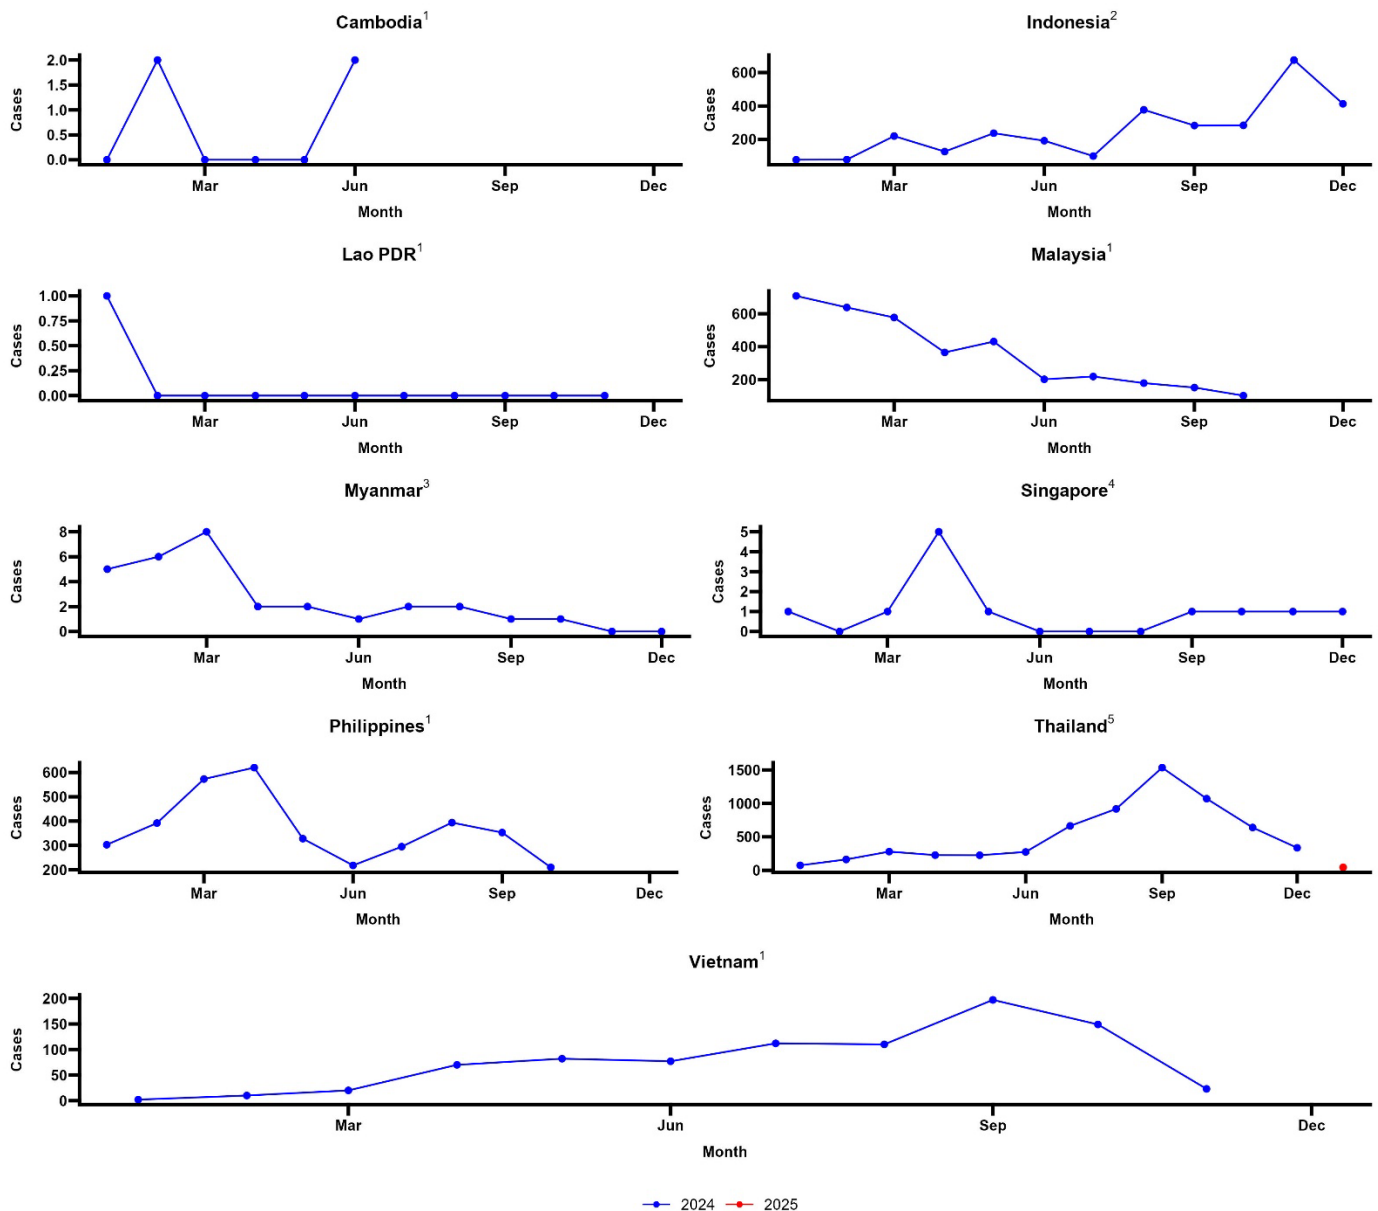 Cambodia1
Cases
2.0
1.5
1.0
0.5
0.0
Mar Jun Sep Dec
Month
Indonesia2
Cases
600
400
200
Mar Jun Sep Dec
Month
Lao PDR1
Cases
1.00
0.75
0.50
0.25
0.00
Mar Jun Sep Dec
Month
Malaysia1
Cases
600
400
200
Mar Jun Sep Dec
Month
Myanmar3
Cases
8
6
4
2
0
Mar Jun Sep Dec
Month
Singapore4
Cases
5
4
3
2
1
0
Mar Jun Sep Dec
Month
Philippines1
Cases
600
500
400
300
200
Mar Jun Sep Dec
Month
Thailand5
Cases
1500
1000
500
0
Mar Jun Sep Dec
Month
Vietnam1
Cases
200
150
100
50
0
Mar Jun Sep Dec
Month
2024 2025